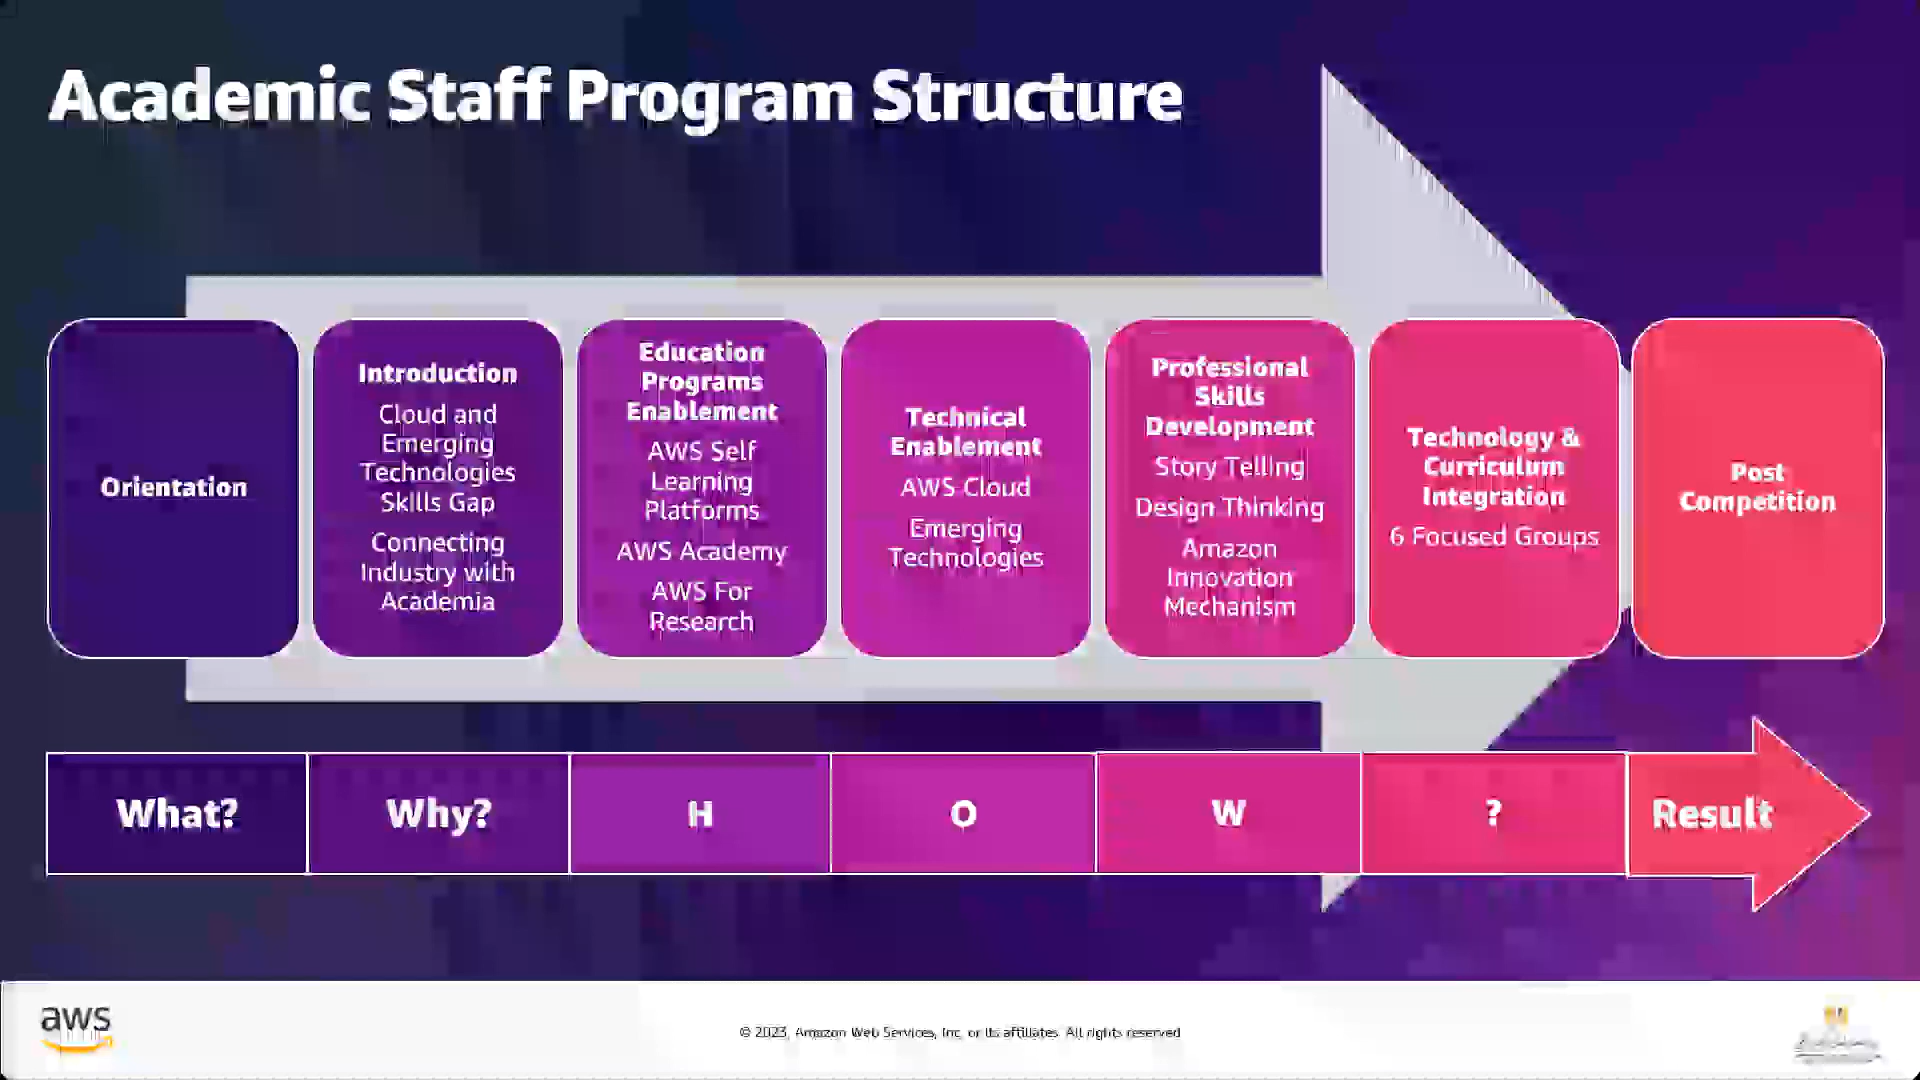 Academic Staff Program Structure
Orientation
Introduction
Cloud and
Emerging
Technologies
Skills Gap
Connecting
Industry with
Academia
Education
Programs
Enablement
AWS Self
Learning
Platforms
AWS Academy
AWS For
Research
Technical
Enablement
AWS Cloud
Emerging
Technologies
Professional
Skills
Development
Story Telling
Design Thinking
Amazon
Innovation
Mechanism
Technology &
Curriculum
Integration
6 Focused Groups
Post
Competition
What?
Why?
H
O
W
?
Result
aws
© 2023, Amazon Web Services, Inc. or its affiliates. All rights reserved